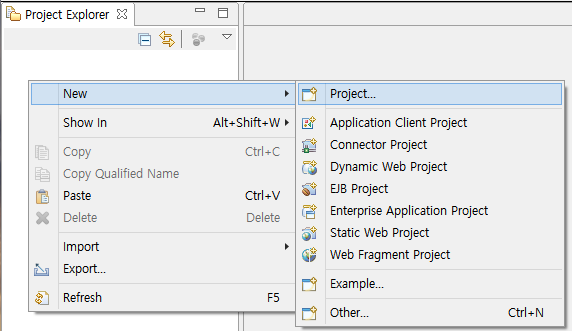 Project Explorer
New
Show In Alt+Shift+W
Copy Ctrl+C
Copy Qualified Name
Paste Ctrl+V
Delete Delete
Import
Export...
Refresh F5
Project...
Application Client Project
Connector Project
Dynamic Web Project
EJB Project
Enterprise Application Project
Static Web Project
Web Fragment Project
Example...
Other... Ctrl+N